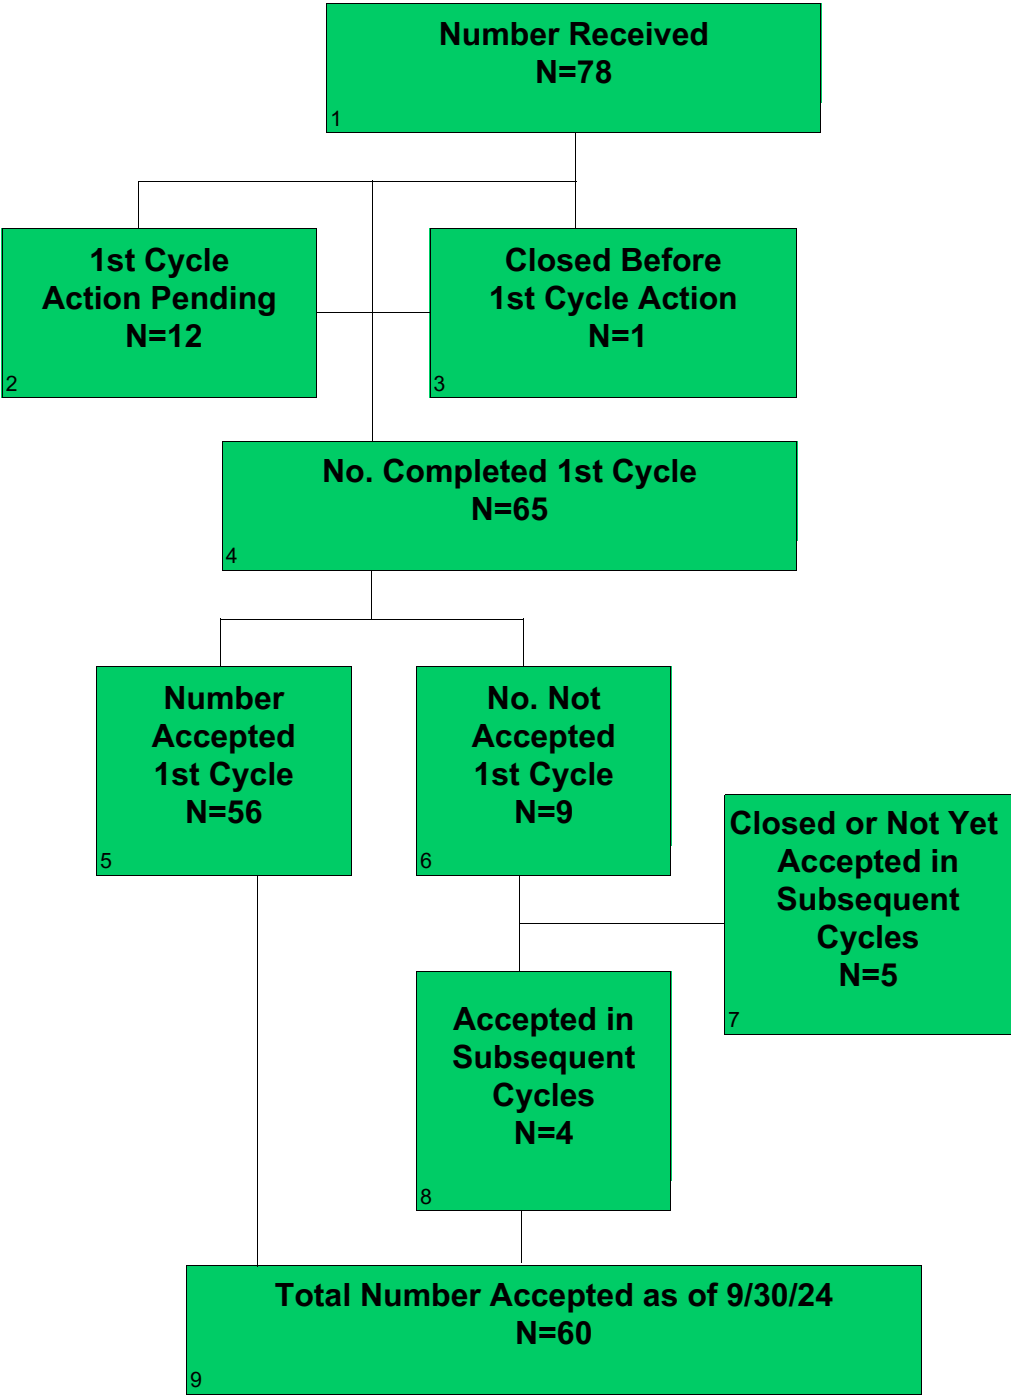 Number Received
N=78
1
1st Cycle
Action Pending
N=12
2
Closed Before
1st Cycle Action
N=1
3
No. Completed 1st Cycle
N=65
4
Number
Accepted
1st Cycle
N=56
5
No. Not
Accepted
1st Cycle
N=9
6
Closed or Not Yet
Accepted in
Subsequent
Cycles
N=5
7
Accepted in
Subsequent
Cycles
N=4
8
Total Number Accepted as of 9/30/24
N=60
9